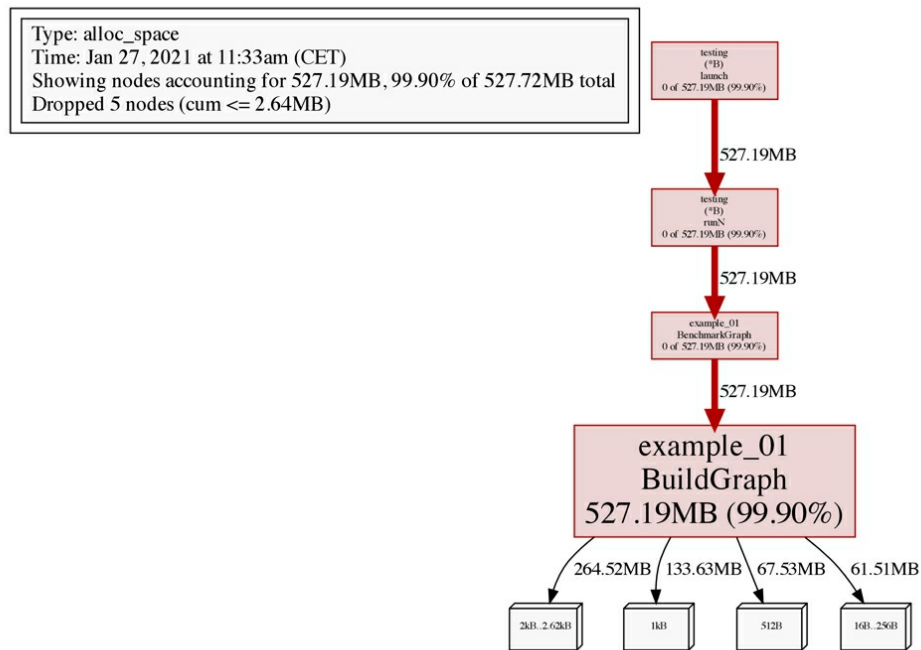 Type: alloc_space
Time: Jan 27, 2021 at 11:33am (CET)
Showing nodes accounting for 527.19MB, 99.90% of 527.72MB total
Dropped 5 nodes (cum <= 2.64MB)
testing
(*B)
launch
0 of 527.19MB (99.90%)
527.19MB
testing
(*B)
runN
0 of 527.19MB (99.90%)
527.19MB
example_01
BenchmarkGraph
0 of 527.19MB (99.90%)
527.19MB
example_01
BuildGraph
527.19MB (99.90%)
264.52MB
133.63MB
67.53MB
61.51MB
2kB..2.62kB
1kB
512B
16B..256B